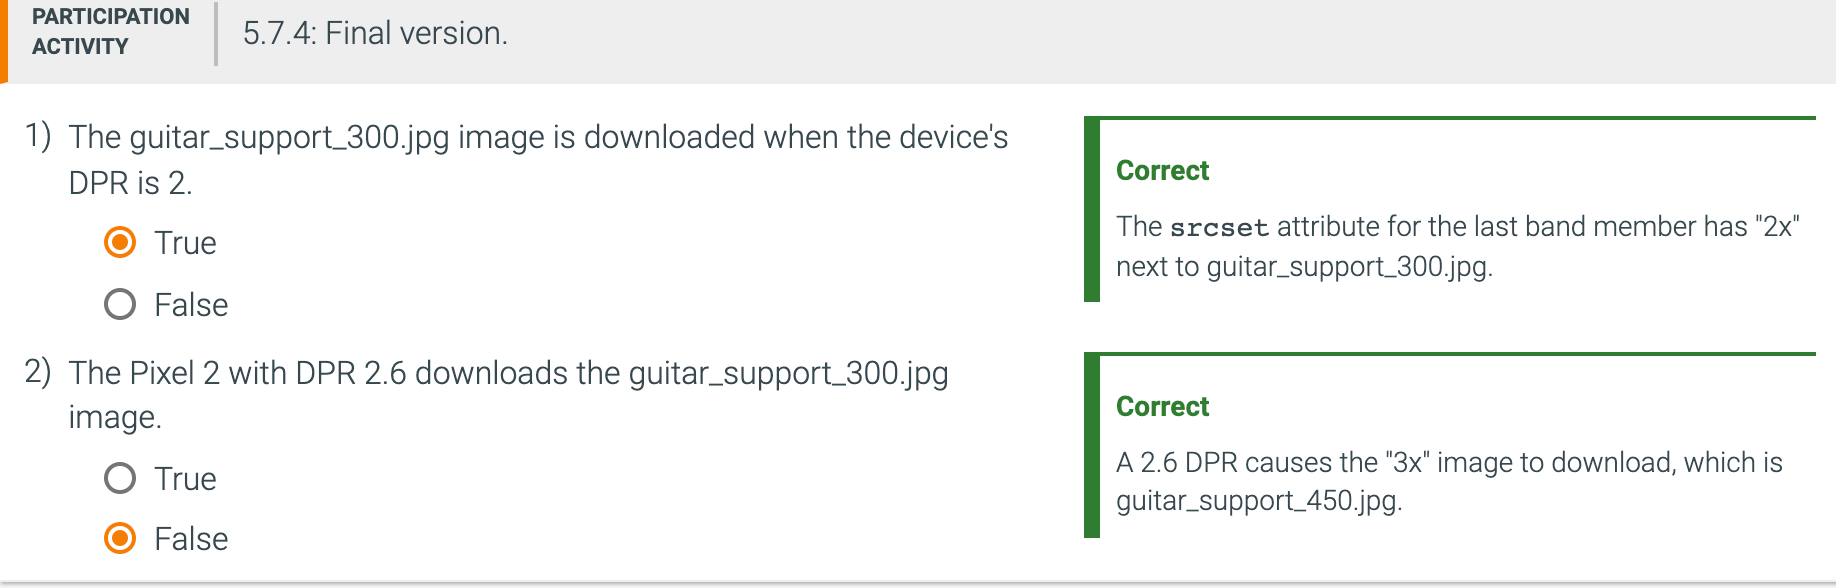 PARTICIPATION
ACTIVITY
5.7.4: Final version.
1) The guitar_support_300.jpg image is downloaded when the device's
DPR is 2.
True
False
Correct
The srcset attribute for the last band member has "2x"
next to guitar_support_300.jpg.
2) The Pixel 2 with DPR 2.6 downloads the guitar_support_300.jpg
image.
True
False
Correct
A 2.6 DPR causes the "3x" image to download, which is
guitar_support_450.jpg.